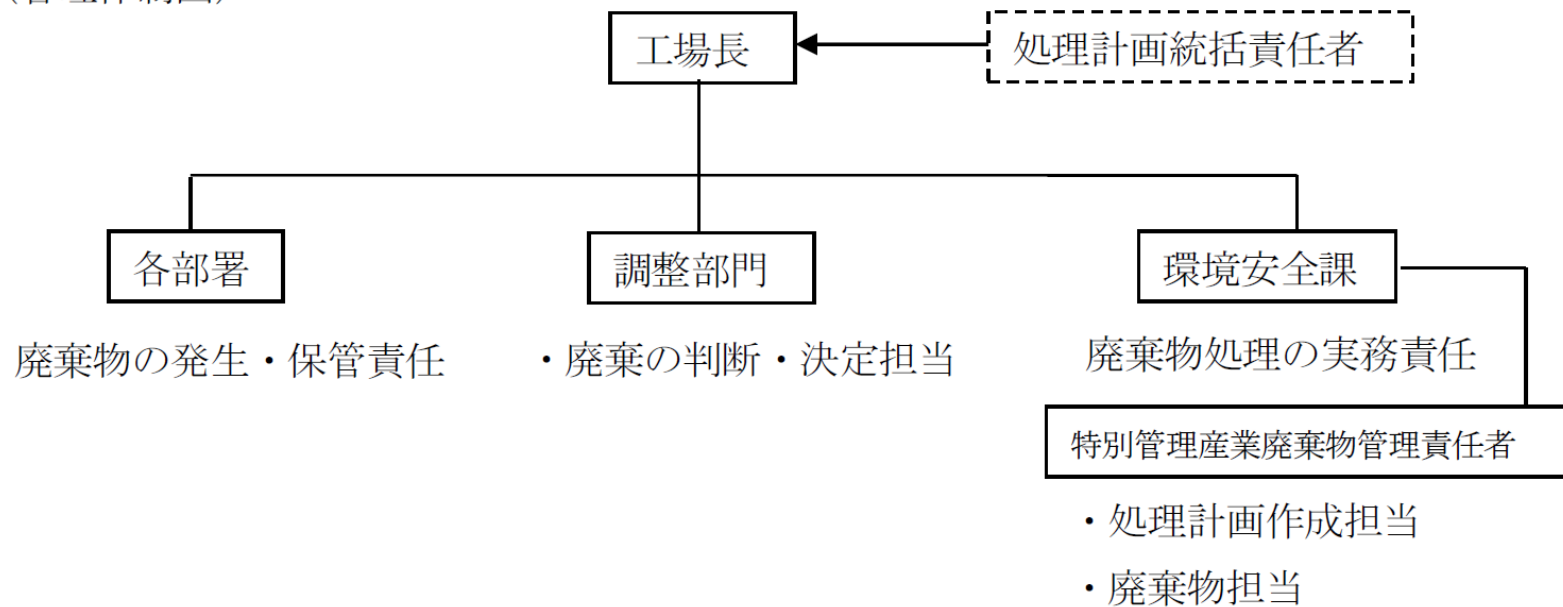 工場長
処理計画統括責任者
各部署
調整部門
環境安全課
廃棄物の発生・保管責任
・廃棄の判断・決定担当
廃棄物処理の実務責任
特別管理産業廃棄物管理責任者
・処理計画作成担当
・廃棄物担当